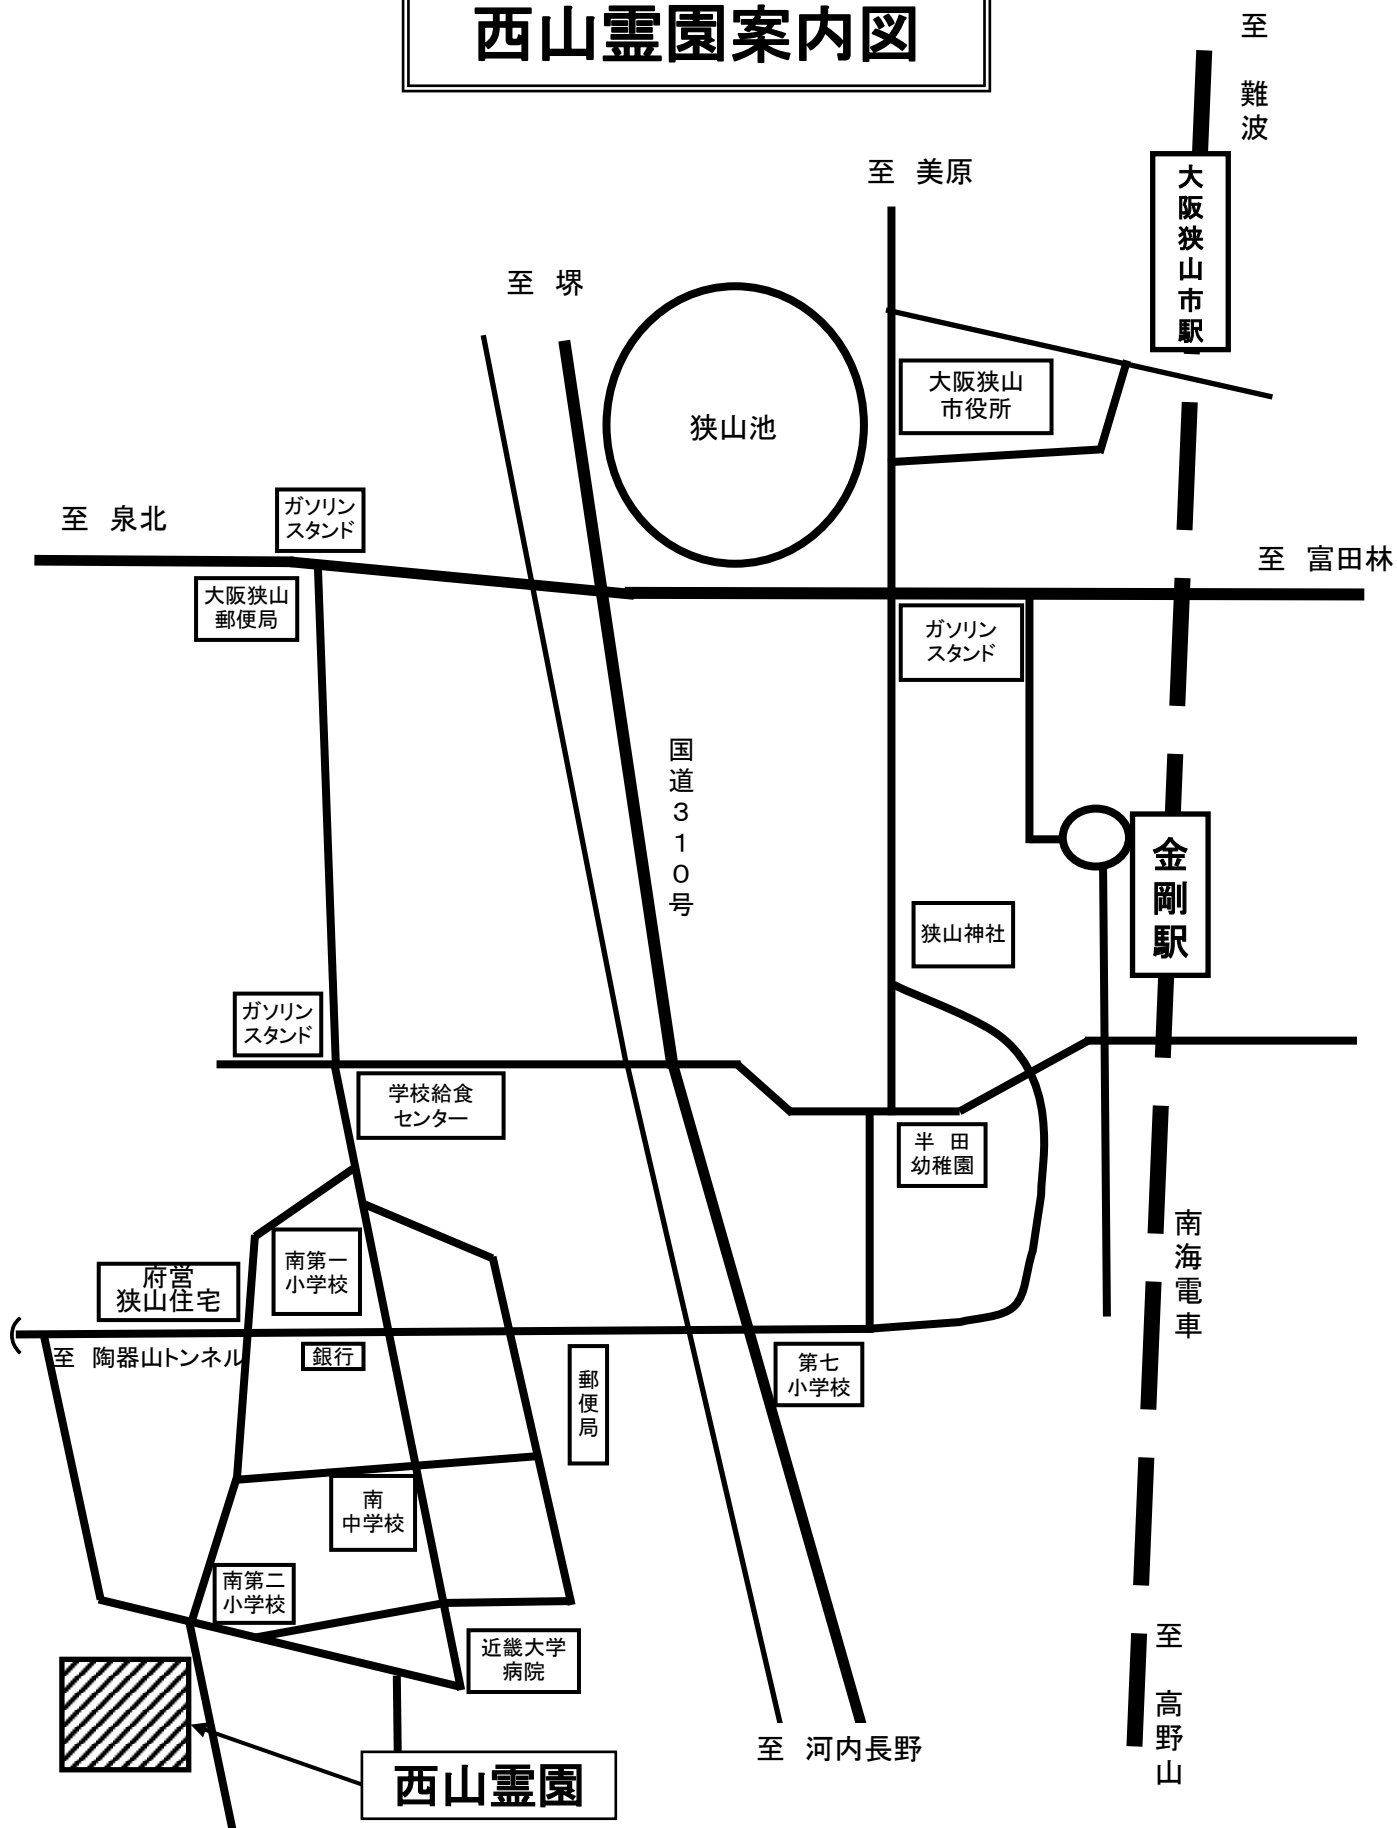 西山霊園案内図
至　難波
至　美原
大阪狭山市駅
至　堺
大阪狭山
市役所
狭山池
ガソリン
スタンド
至　泉北
至　富田林
大阪狭山
郵便局
ガソリン
スタンド
国道３１０号
金剛駅
狭山神社
ガソリン
スタンド
学校給食
センター
半　田
幼稚園
南海電車
南第一
小学校
府営
狭山住宅
至　陶器山トンネル
銀行
郵便局
第七
小学校
南
中学校
南第二
小学校
近畿大学
病院
至　高野山
至　河内長野
西山霊園